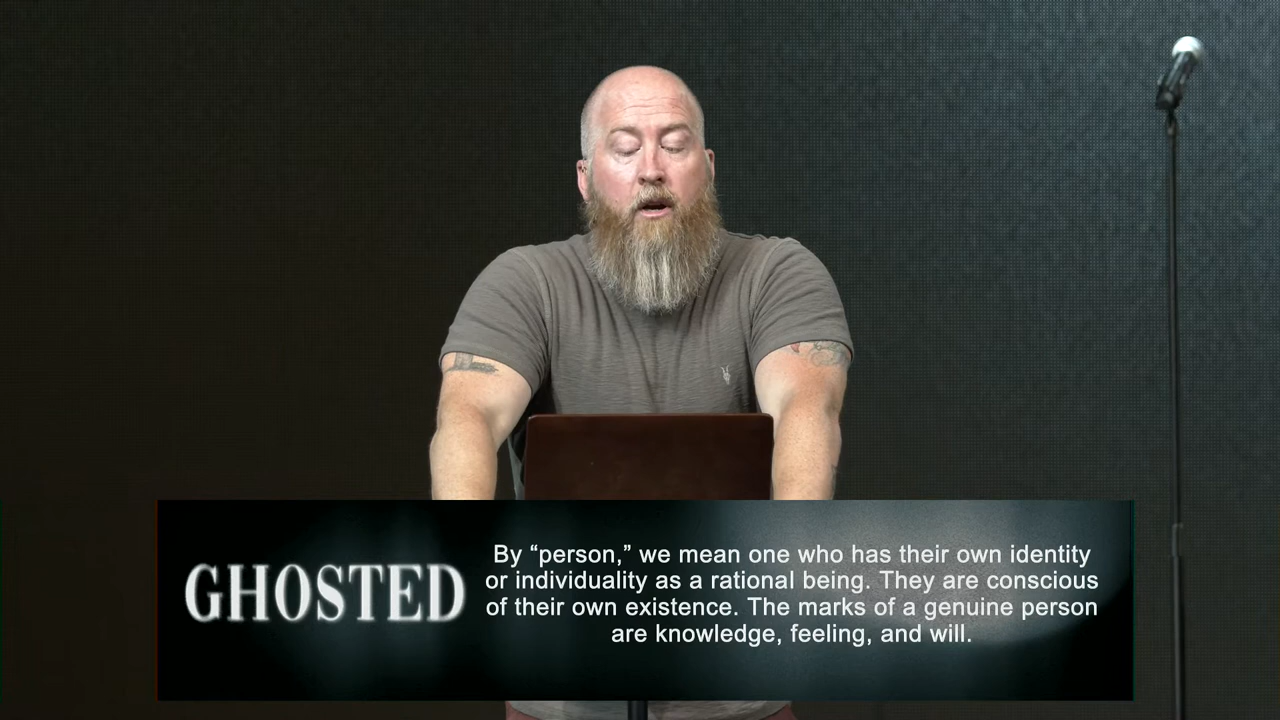 GHOSTED
By “person,” we mean one who has their own identity
or individuality as a rational being. They are conscious
of their own existence. The marks of a genuine person
are knowledge, feeling, and will.